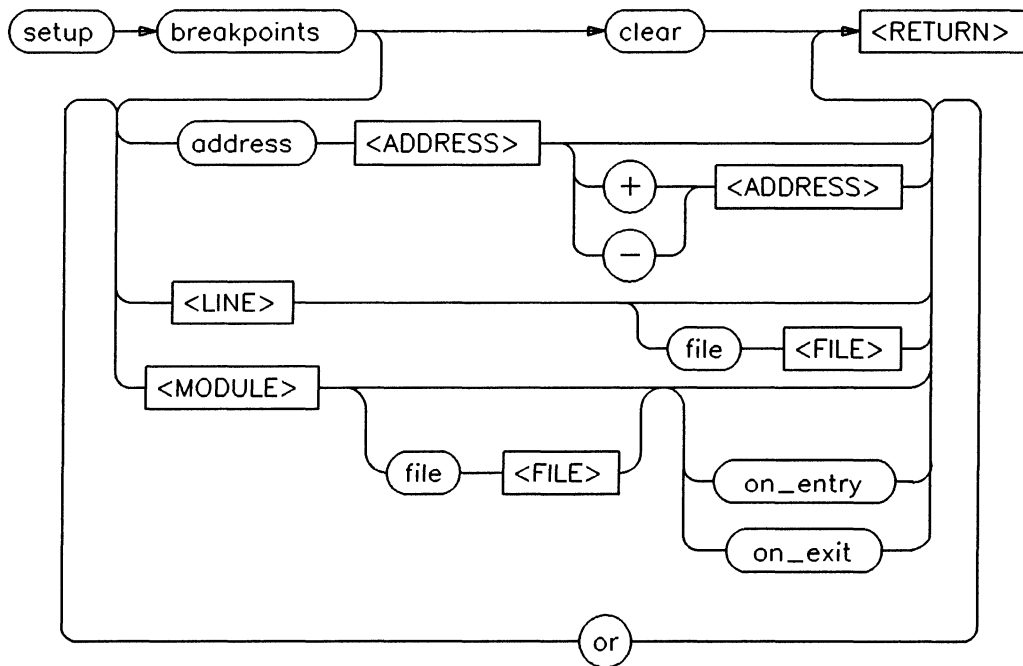 setup breakpoints clear <RETURN>
address <ADDRESS>
+ <ADDRESS>
-
<LINE>
file <FILE>
<MODULE>
file <FILE>
on_entry
on_exit
or